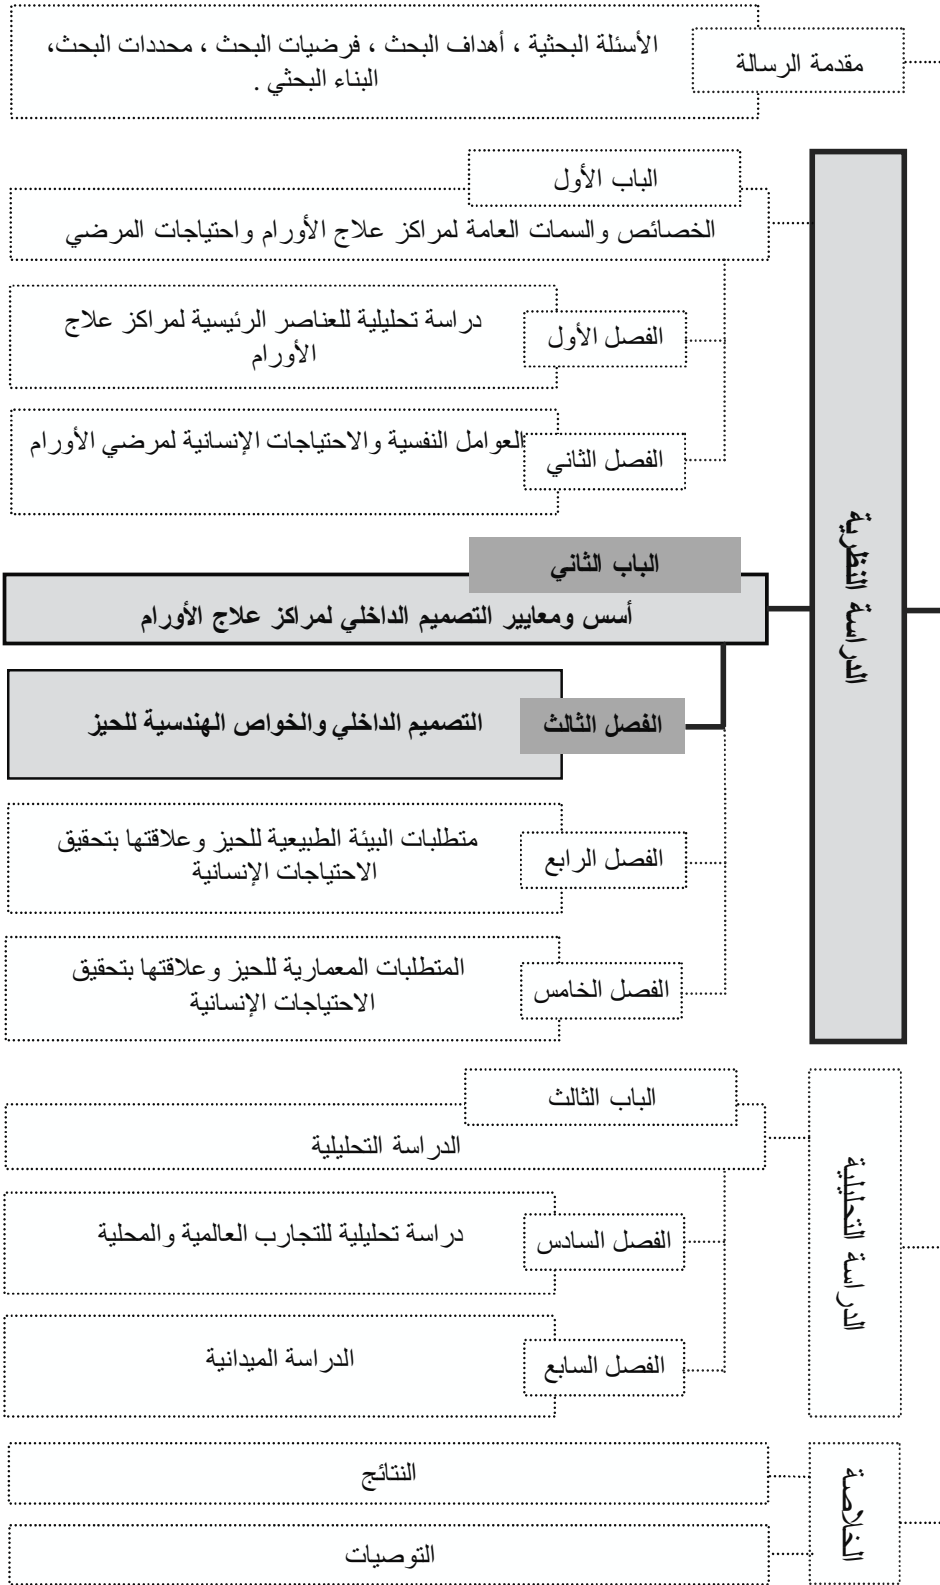 مقدمة الرسالة
الأسئلة البحثية ، أهداف البحث ، فرضيات البحث ، محددات البحث،
البناء البحثي .
الدراسة النظرية
الباب الأول
الخصائص والسمات العامة لمراكز علاج الأورام واحتياجات المرضي
الفصل الأول
دراسة تحليلية للعناصر الرئيسية لمراكز علاج
الأورام
الفصل الثاني
العوامل النفسية والاحتياجات الإنسانية لمرضي الأورام
الباب الثاني
أسس ومعايير التصميم الداخلي لمراكز علاج الأورام
الفصل الثالث
التصميم الداخلي والخواص الهندسية للحيز
الفصل الرابع
متطلبات البيئة الطبيعية للحيز وعلاقتها بتحقيق
الاحتياجات الإنسانية
الفصل الخامس
المتطلبات المعمارية للحيز وعلاقتها بتحقيق
الاحتياجات الإنسانية
الدراسة التحليلية
الباب الثالث
الدراسة التحليلية
الفصل السادس
دراسة تحليلية للتجارب العالمية والمحلية
الفصل السابع
الدراسة الميدانية
الخلاصة
النتائج
التوصيات